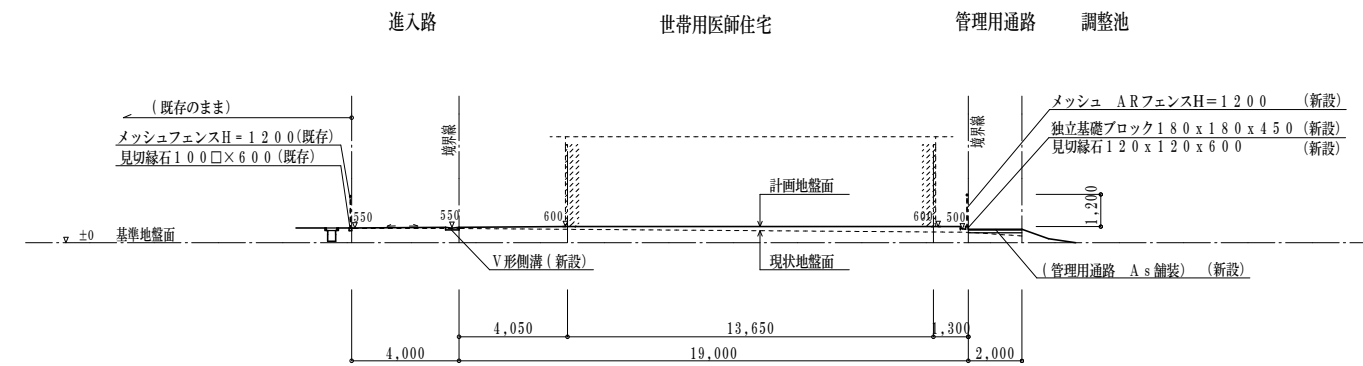 進入路
世帯用医師住宅
管理用通路
調整池
(既存のまま)
メッシュフェンスH=1200(既存)
見切縁石100□×600(既存)
境界線
境界線
メッシュ ARフェンスH=1200 (新設)
独立基礎ブロック180x180x450 (新設)
見切縁石120x120x600 (新設)
計画地盤面
1,200
550
550
600
600
500
±0 基準地盤面
V形側溝(新設)
現状地盤面
(管理用通路 As舗装) (新設)
4,050
13,650
1,300
4,000
19,000
2,000